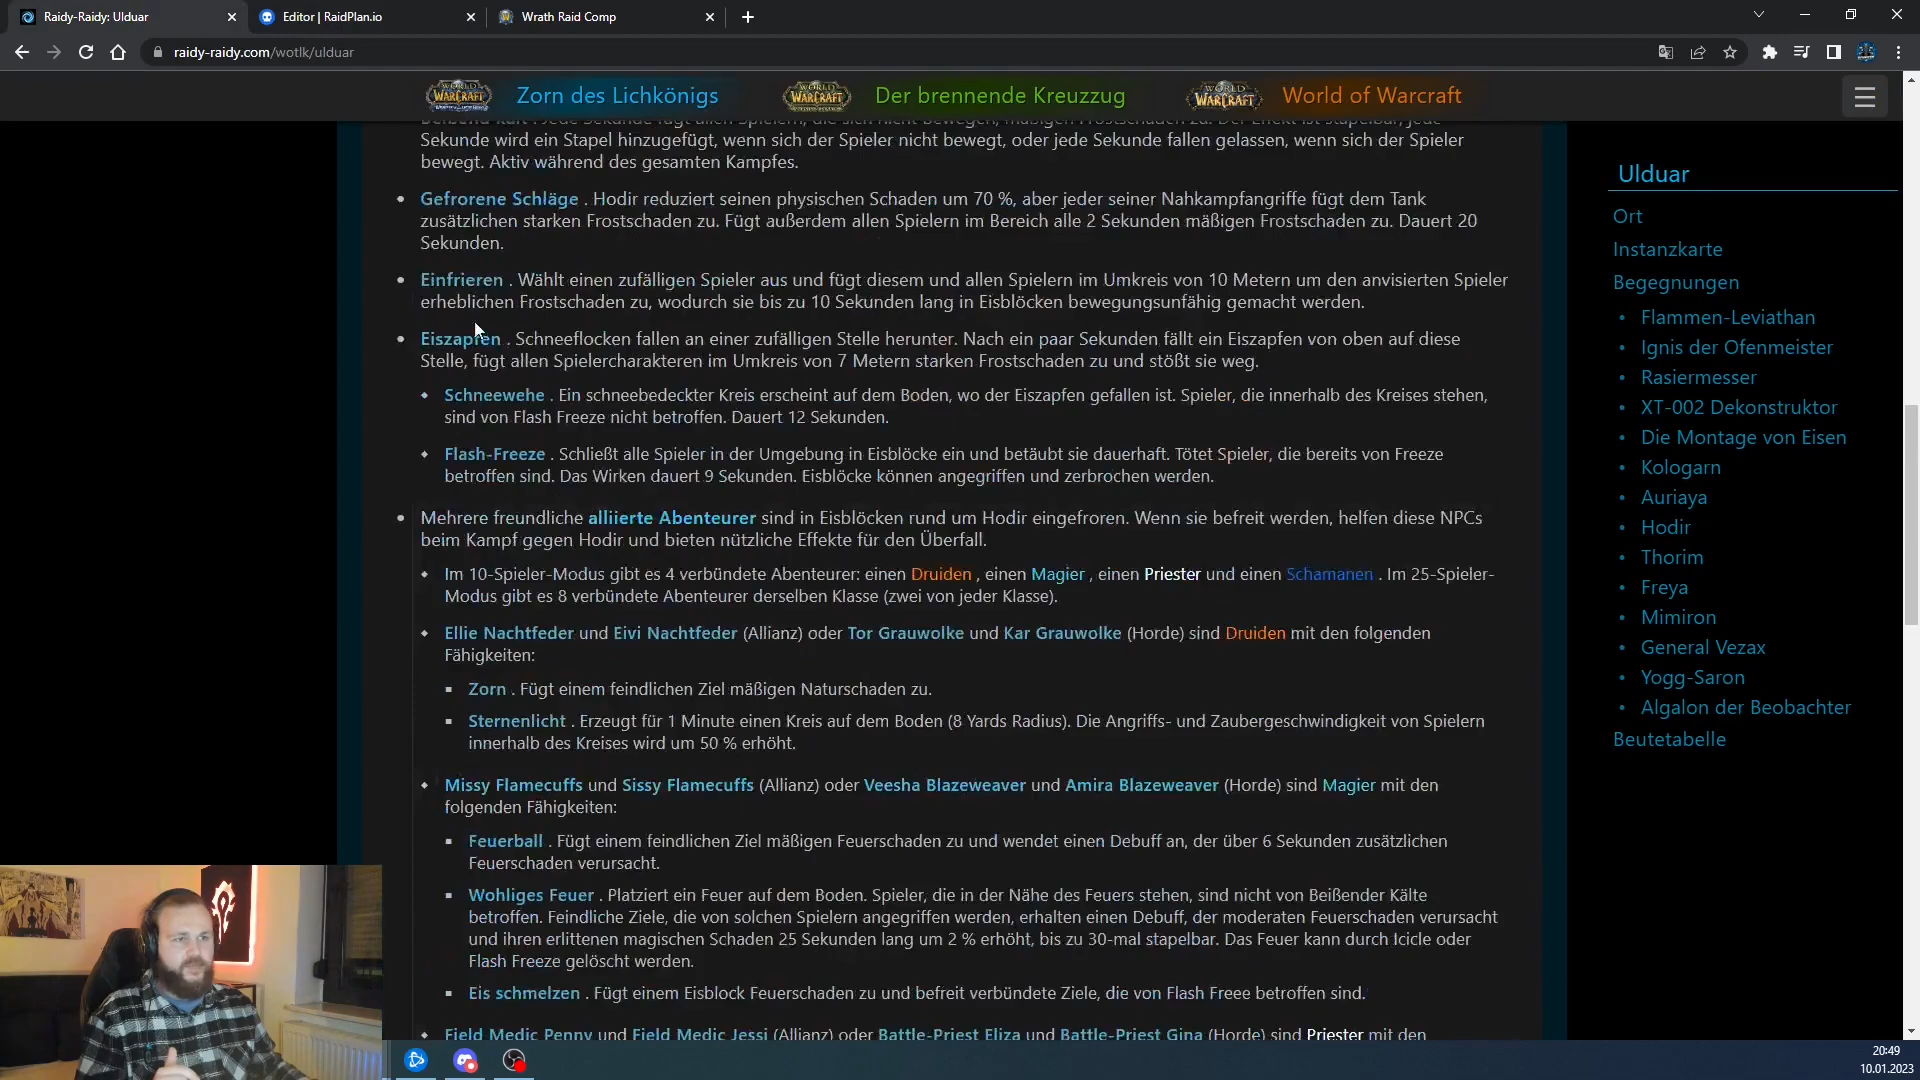 Raidy-Raidy: Ulduar
Editor | RaidPlan.io
Wrath Raid Comp
raidy-raidy.com/wotlk/ulduar
Zorn des Lichkönigs
Der brennende Kreuzzug
World of Warcraft
Sekunde wird ein Stapel hinzugefügt, wenn sich der Spieler nicht bewegt, oder jede Sekunde fallen gelassen, wenn sich der Spieler
bewegt. Aktiv während des gesamten Kampfes.
• Gefrorene Schläge . Hodir reduziert seinen physischen Schaden um 70 %, aber jeder seiner Nahkampfangriffe fügt dem Tank
zusätzlichen starken Frostschaden zu. Fügt außerdem allen Spielern im Bereich alle 2 Sekunden mäßigen Frostschaden zu. Dauert 20
Sekunden.
• Einfrieren . Wählt einen zufälligen Spieler aus und fügt diesem und allen Spielern im Umkreis von 10 Metern um den anvisierten Spieler
erheblichen Frostschaden zu, wodurch sie bis zu 10 Sekunden lang in Eisblöcken bewegungsunfähig gemacht werden.
• Eiszapfen . Schneeflocken fallen an einer zufälligen Stelle herunter. Nach ein paar Sekunden fällt ein Eiszapfen von oben auf diese
Stelle, fügt allen Spielercharakteren im Umkreis von 7 Metern starken Frostschaden zu und stößt sie weg.
Schneewehe . Ein schneebedeckter Kreis erscheint auf dem Boden, wo der Eiszapfen gefallen ist. Spieler, die innerhalb des Kreises stehen,
sind von Flash Freeze nicht betroffen. Dauert 12 Sekunden.
Flash-Freeze . Schließt alle Spieler in der Umgebung in Eisblöcke ein und betäubt sie dauerhaft. Tötet Spieler, die bereits von Freeze
betroffen sind. Das Wirken dauert 9 Sekunden. Eisblöcke können angegriffen und zerbrochen werden.
• Mehrere freundliche alliierte Abenteurer sind in Eisblöcken rund um Hodir eingefroren. Wenn sie befreit werden, helfen diese NPCs
beim Kampf gegen Hodir und bieten nützliche Effekte für den Überfall.
Im 10-Spieler-Modus gibt es 4 verbündete Abenteurer: einen Druiden , einen Magier , einen Priester und einen Schamanen . Im 25-Spieler-
Modus gibt es 8 verbündete Abenteurer derselben Klasse (zwei von jeder Klasse).
Ellie Nachtfeder und Eivi Nachtfeder (Allianz) oder Tor Grauwolke und Kar Grauwolke (Horde) sind Druiden mit den folgenden
Fähigkeiten:
Zorn . Fügt einem feindlichen Ziel mäßigen Naturschaden zu.
Sternenlicht . Erzeugt für 1 Minute einen Kreis auf dem Boden (8 Yards Radius). Die Angriffs- und Zaubergeschwindigkeit von Spielern
innerhalb des Kreises wird um 50 % erhöht.
Missy Flamecuffs und Sissy Flamecuffs (Allianz) oder Veesha Blazeweaver und Amira Blazeweaver (Horde) sind Magier mit den
folgenden Fähigkeiten:
Feuerball . Fügt einem feindlichen Ziel mäßigen Feuerschaden zu und wendet einen Debuff an, der über 6 Sekunden zusätzlichen
Feuerschaden verursacht.
Wohliges Feuer . Platziert ein Feuer auf dem Boden. Spieler, die in der Nähe des Feuers stehen, sind nicht von Beißender Kälte
betroffen. Feindliche Ziele, die von solchen Spielern angegriffen werden, erhalten einen Debuff, der moderaten Feuerschaden verursacht
und ihren erlittenen magischen Schaden 25 Sekunden lang um 2 % erhöht, bis zu 30-mal stapelbar. Das Feuer kann durch Icicle oder
Flash Freeze gelöscht werden.
Eis schmelzen . Fügt einem Eisblock Feuerschaden zu und befreit verbündete Ziele, die von Flash Freee betroffen sind.
Field Medic Penny und Field Medic Jessi (Allianz) oder Battle-Priest Eliza und Battle-Priest Gina (Horde) sind Priester mit den
Ulduar
Ort
Instanzkarte
Begegnungen
• Flammen-Leviathan
• Ignis der Ofenmeister
• Rasiermesser
• XT-002 Dekonstruktor
• Die Montage von Eisen
• Kologarn
• Auriaya
• Hodir
• Thorim
• Freya
• Mimiron
• General Vezax
• Yogg-Saron
• Algalon der Beobachter
Beutetabelle
20:49
10.01.2023